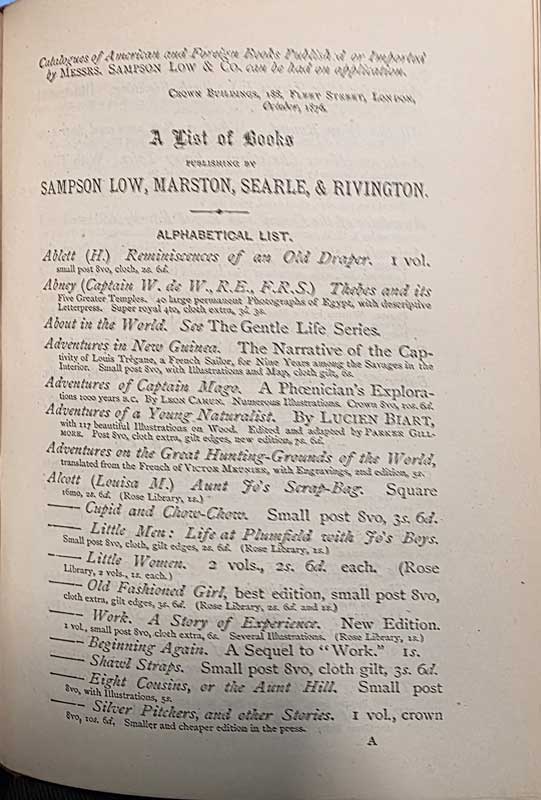 Catalogues of American and Foreign Books Published or Imported
by MESSRS. SAMPSON LOW & CO. can be had on application.
CROWN BUILDINGS, 188, FLEET STREET, LONDON,
October, 1876.
A List of Books
PUBLISHING BY
SAMPSON LOW, MARSTON, SEARLE, & RIVINGTON.
ALPHABETICAL LIST.
Ablett (H.) Reminiscences of an Old Draper. 1 vol.
small post 8vo, cloth, 2s. 6d.
Abney (Captain W. de W., R.E., F.R.S.) Thebes and its
Five Greater Temples. 40 large permanent Photographs of Egypt, with descriptive
Letterpress. Super royal 4to, cloth extra, 3l. 3s.
About in the World. See The Gentle Life Series.
Adventures in New Guinea. The Narrative of the Cap-
tivity of Louis Trégane, a French Sailor, for Nine Years among the Savages in the
Interior. Small post 8vo, with Illustrations and Map, cloth gilt, 6s.
Adventures of Captain Mago. A Phœnician's Explora-
tions 1000 years B.C. By LEON CAHUN. Numerous Illustrations. Crown 8vo, 10s. 6d.
Adventures of a Young Naturalist. By LUCIEN BIART,
with 117 beautiful Illustrations on Wood. Edited and adapted by PARKER GILL-
MORE. Post 8vo, cloth extra, gilt edges, new edition, 7s. 6d.
Adventures on the Great Hunting-Grounds of the World,
translated from the French of VICTOR MEUNIER, with Engravings, 2nd edition, 5s.
Alcott (Louisa M.) Aunt Jo's Scrap-Bag. Square
16mo, 2s. 6d. (Rose Library, 1s.)
—— Cupid and Chow-Chow. Small post 8vo, 3s. 6d.
—— Little Men: Life at Plumfield with Jo's Boys.
Small post 8vo, cloth, gilt edges, 2s. 6d. (Rose Library, 1s.)
—— Little Women. 2 vols., 2s. 6d. each. (Rose
Library, 2 vols., 1s. each.)
—— Old Fashioned Girl, best edition, small post 8vo,
cloth extra, gilt edges, 3s. 6d. (Rose Library, 2s. 6d. and 1s.)
—— Work. A Story of Experience. New Edition.
1 vol., small post 8vo, cloth extra, 6s. Several Illustrations. (Rose Library, 1s.)
—— Beginning Again. A Sequel to "Work." 1s.
—— Shawl Straps. Small post 8vo, cloth gilt, 3s. 6d.
—— Eight Cousins, or the Aunt Hill. Small post
8vo, with Illustrations, 5s.
—— Silver Pitchers, and other Stories. 1 vol., crown
8vo, 10s. 6d. Smaller and cheaper edition in the press.
A